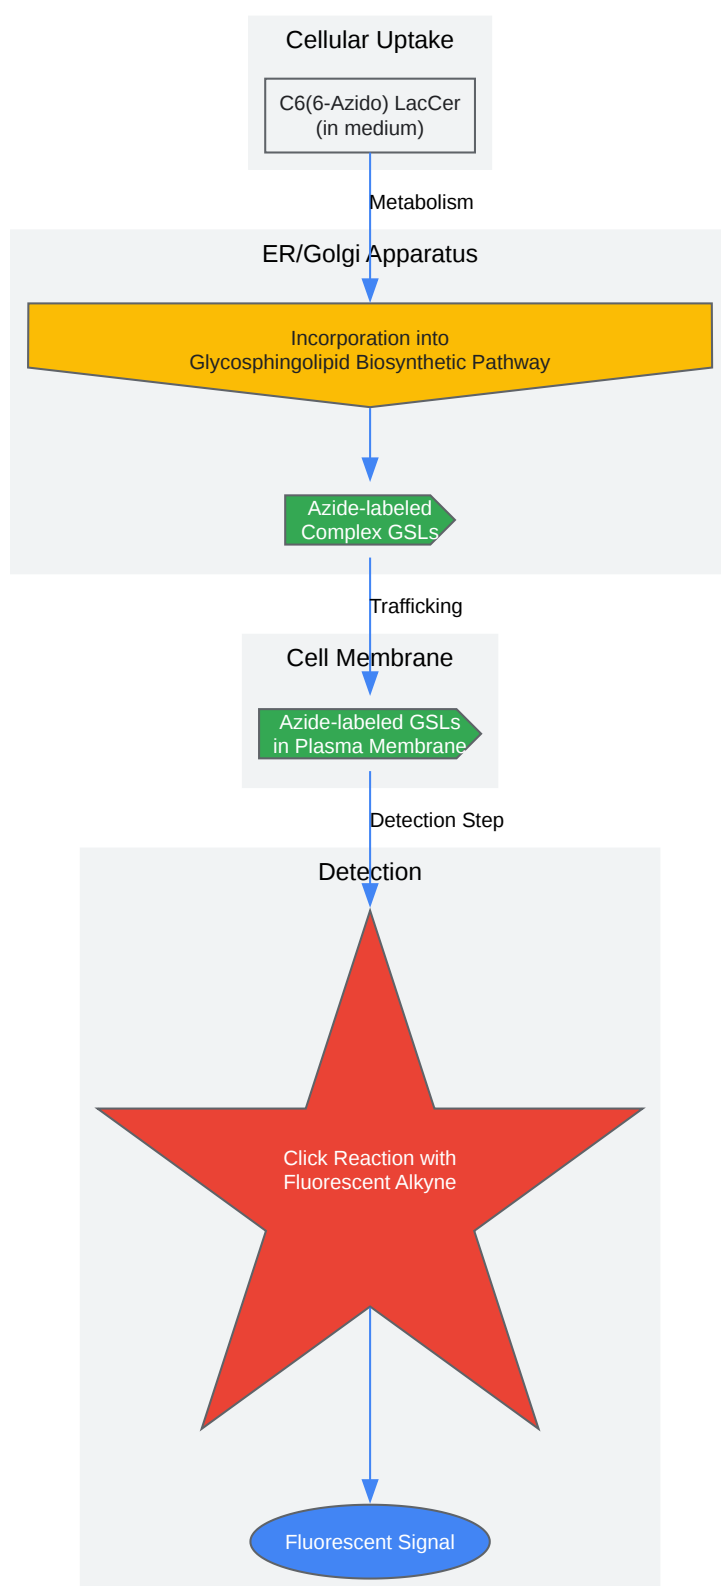 Cellular Uptake
C6(6-Azido) LacCer
(in medium)
Metabolism
ER/Golgi Apparatus
Incorporation into
Glycosphingolipid Biosynthetic Pathway
Azide-labeled
Complex GSLs
Trafficking
Cell Membrane
Azide-labeled GSLs
in Plasma Membrane
Detection Step
Detection
Click Reaction with
Fluorescent Alkyne
Fluorescent Signal